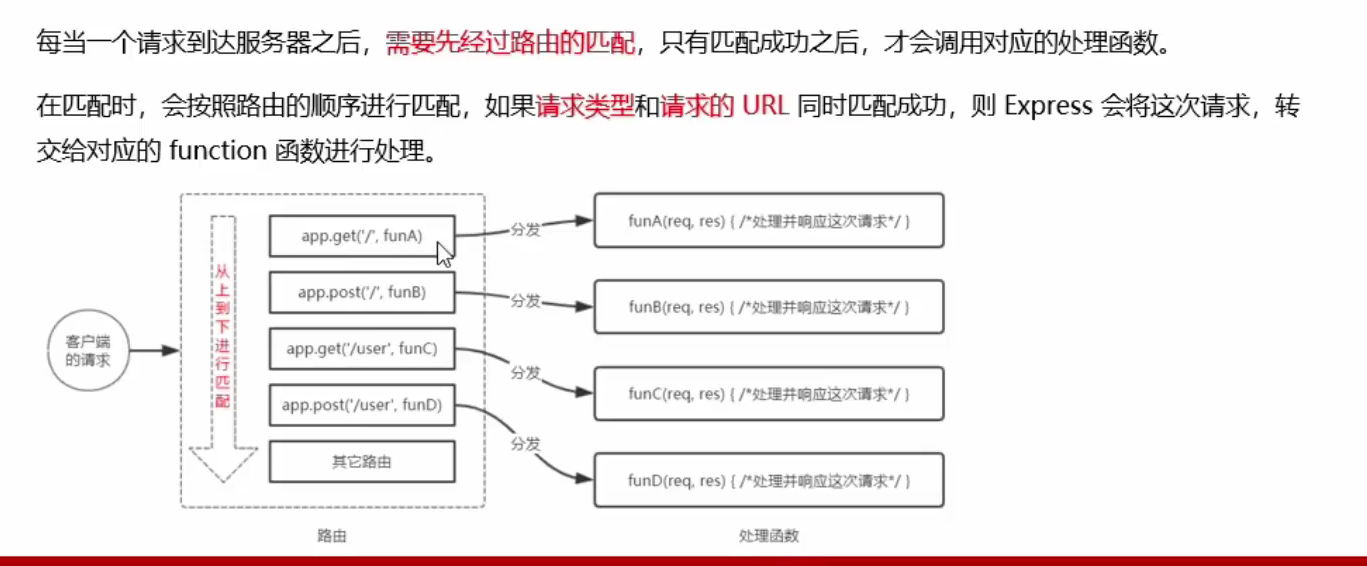 每当一个请求到达服务器之后，需要先经过路由的匹配，只有匹配成功之后，才会调用对应的处理函数。
在匹配时，会按照路由的顺序进行匹配，如果请求类型和请求的 URL 同时匹配成功，则 Express 会将这次请求，转
交给对应的 function 函数进行处理。
客户端
的请求
从上到下进行匹配
app.get('/', funA)
分发
funA(req, res) { /*处理并响应这次请求*/ }
app.post('/', funB)
分发
funB(req, res) { /*处理并响应这次请求*/ }
app.get('/user', funC)
分发
funC(req, res) { /*处理并响应这次请求*/ }
app.post('/user', funD)
分发
funD(req, res) { /*处理并响应这次请求*/ }
其它路由
路由
处理函数